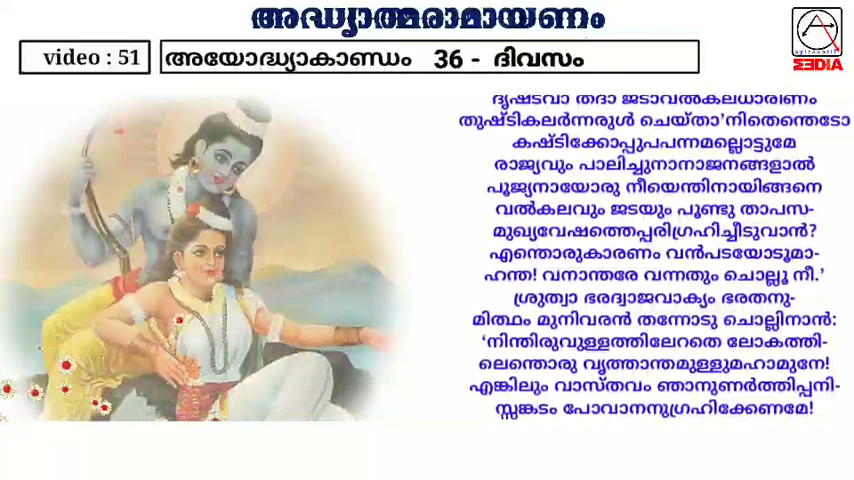 അദ്ധ്യാത്മരാമായണം
video : 51
അയോദ്ധ്യാകാണ്ഡം 36 - ദിവസം
MEDIA
ദൃഷ്ടവാ തദാ ജടാവൽകലധാരിണം
തുഷ്ടികലർന്നരുൾ ചെയ്താ'നിതെന്തെടോ
കഷ്ടിക്കോപ്പുപപന്നമല്ലൊട്ടുമേ
രാജ്യവും പാലിച്ചുനാനാജനങ്ങളാൽ
പൂജ്യനായോരു നീയെന്തിനായിങ്ങനെ
വൽകലവും ജടയും പൂണ്ടു താപസ-
മുഖ്യവേഷത്തെപ്പരിഗ്രഹിച്ചീടുവാൻ?
എന്തൊരുകാരണം വൻപടയോടുമാ-
ഹന്ത! വനാന്തരേ വന്നതും ചൊല്ലൂ നീ.'
ശ്രുത്വാ ഭരദ്വാജവാക്യം ഭരതനു-
മിത്ഥം മുനിവരൻ തന്നോടു ചൊല്ലിനാൻ:
'നിന്തിരുവുള്ളത്തിലേറതെ ലോകത്തി-
ലെന്തൊരു വൃത്താന്തമുള്ളുമഹാമുനേ!
എങ്കിലും വാസ്തവം ഞാനുണർത്തിപ്പനി-
സ്സങ്കടം പോവാനനുഗ്രഹിക്കേണമേ!